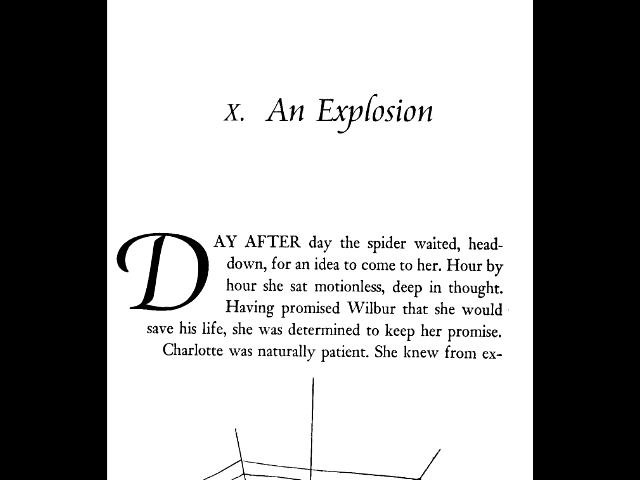 X. An Explosion
DAY AFTER day the spider waited, head-
down, for an idea to come to her. Hour by
hour she sat motionless, deep in thought.
Having promised Wilbur that she would
save his life, she was determined to keep her promise.
Charlotte was naturally patient. She knew from ex-